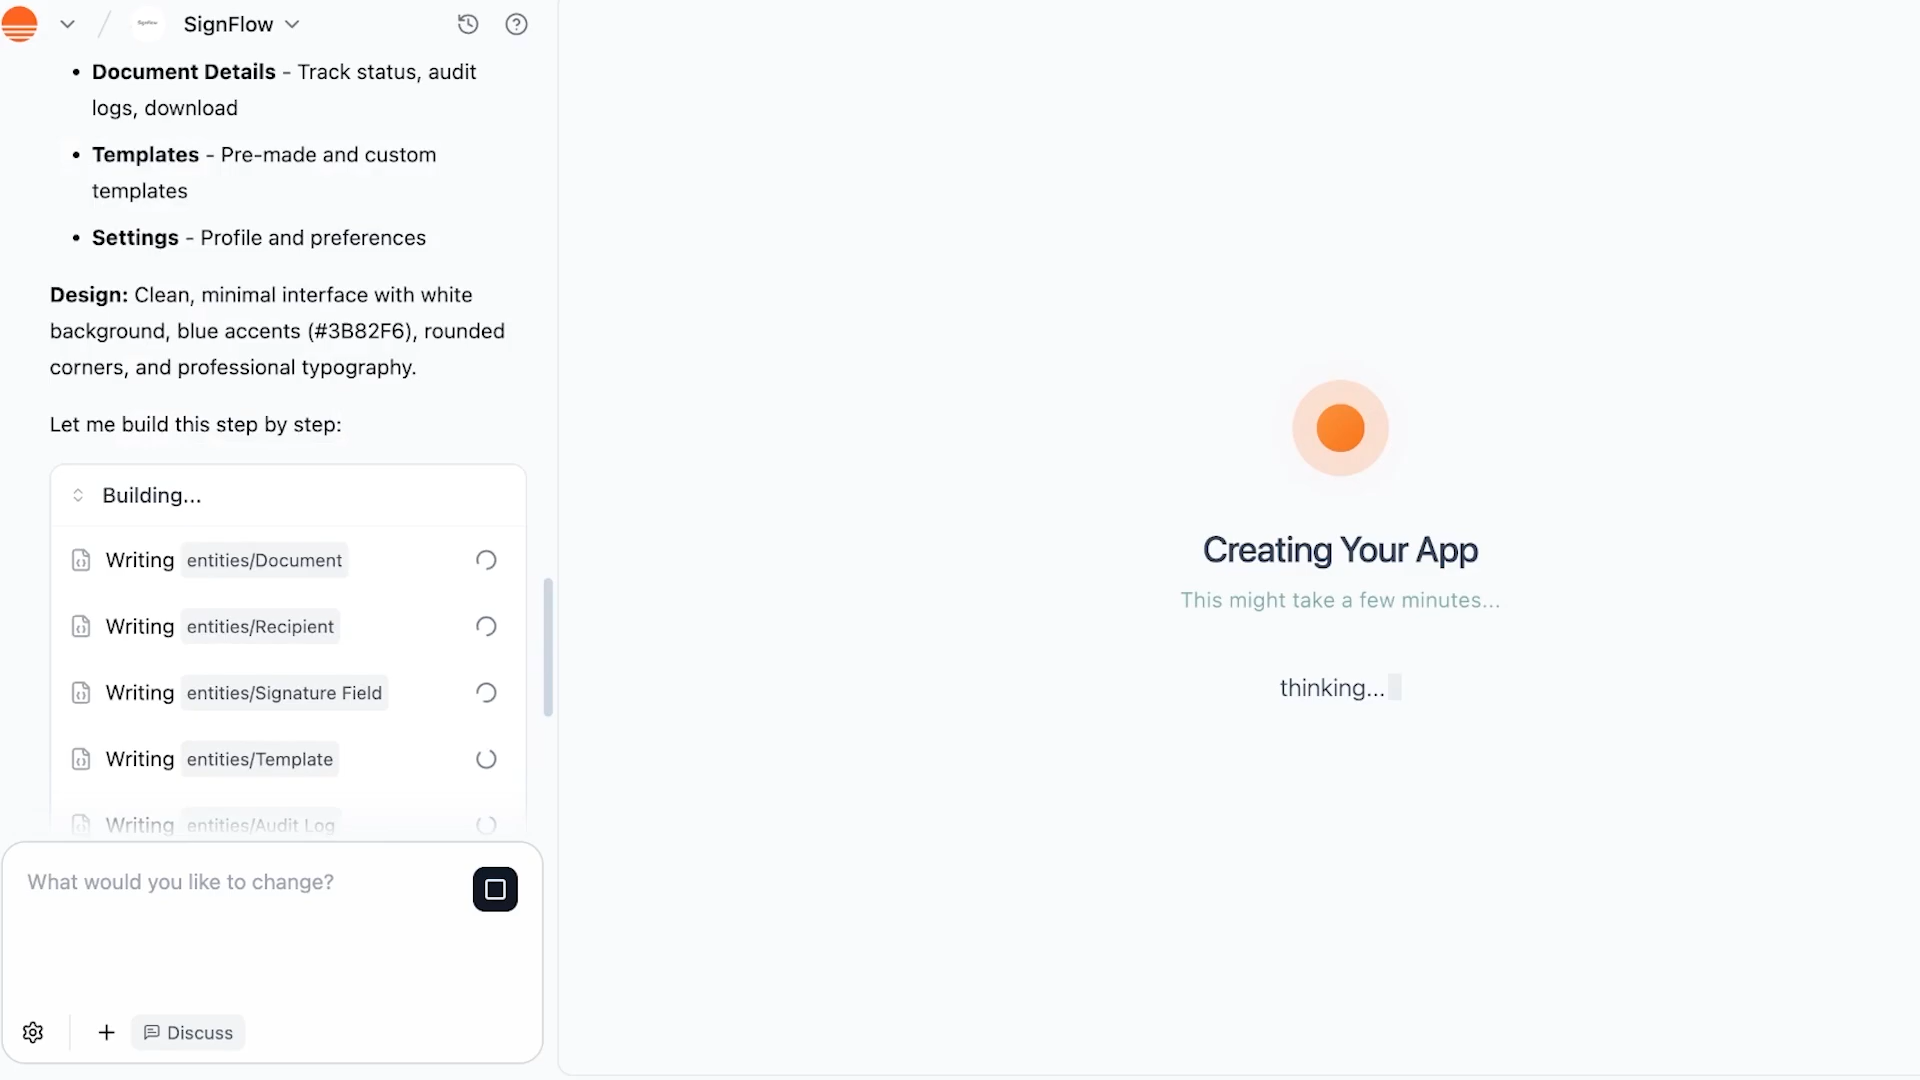 SignFlow
SignFlow
• Document Details - Track status, audit
logs, download
• Templates - Pre-made and custom
templates
• Settings - Profile and preferences
Design: Clean, minimal interface with white
background, blue accents (#3B82F6), rounded
corners, and professional typography.
Let me build this step by step:
Building...
Writing entities/Document
Writing entities/Recipient
Writing entities/Signature Field
Writing entities/Template
Writing entities/Audit Log
What would you like to change?
Discuss
Creating Your App
This might take a few minutes...
thinking...